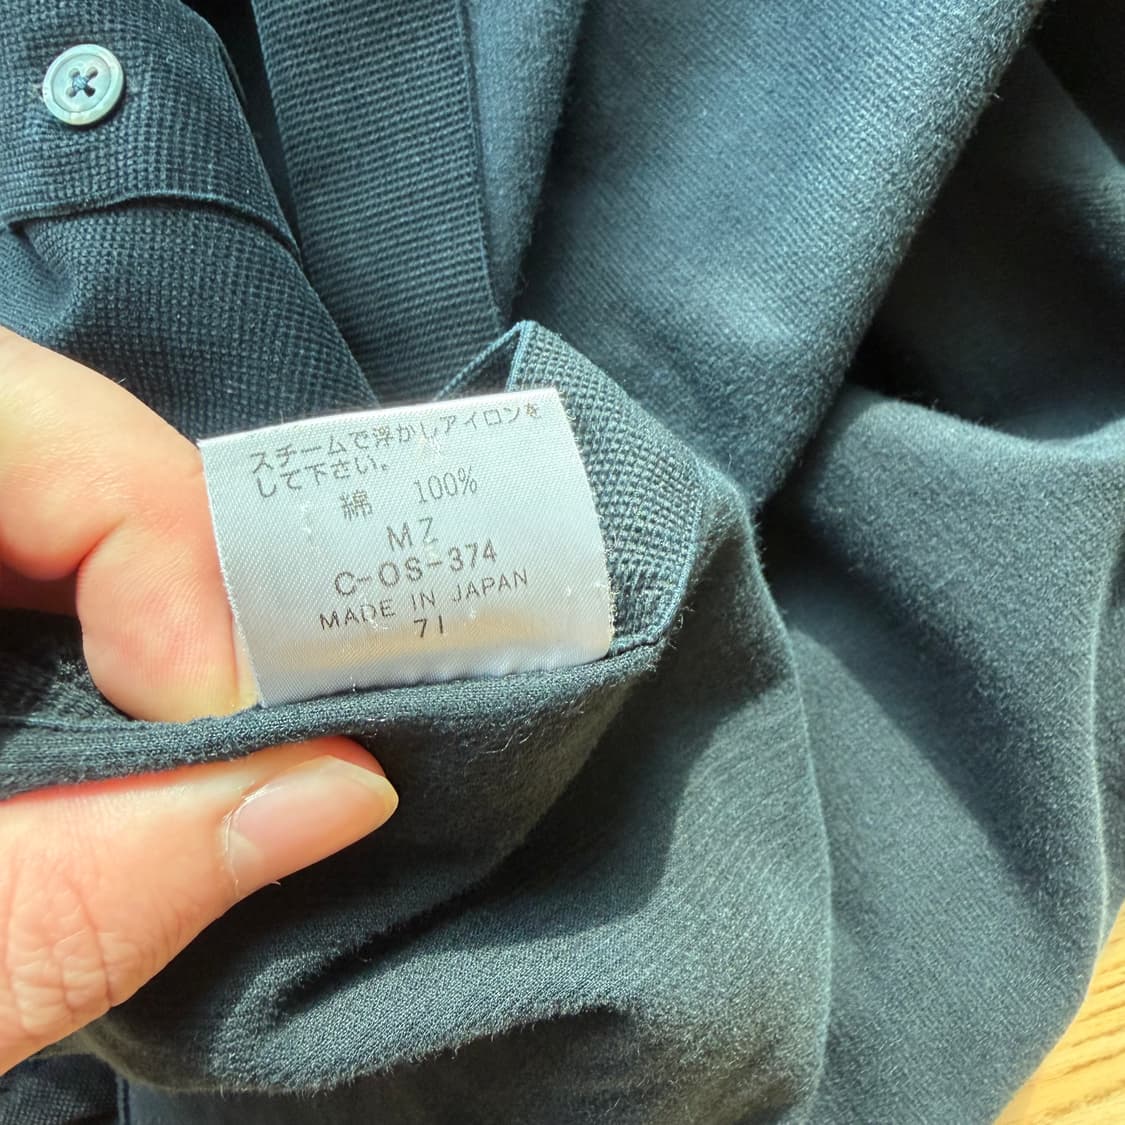 スチームで浮かしアイロンを
して下さい。
綿 100%
MZ
C-OS-374
MADE IN JAPAN
71